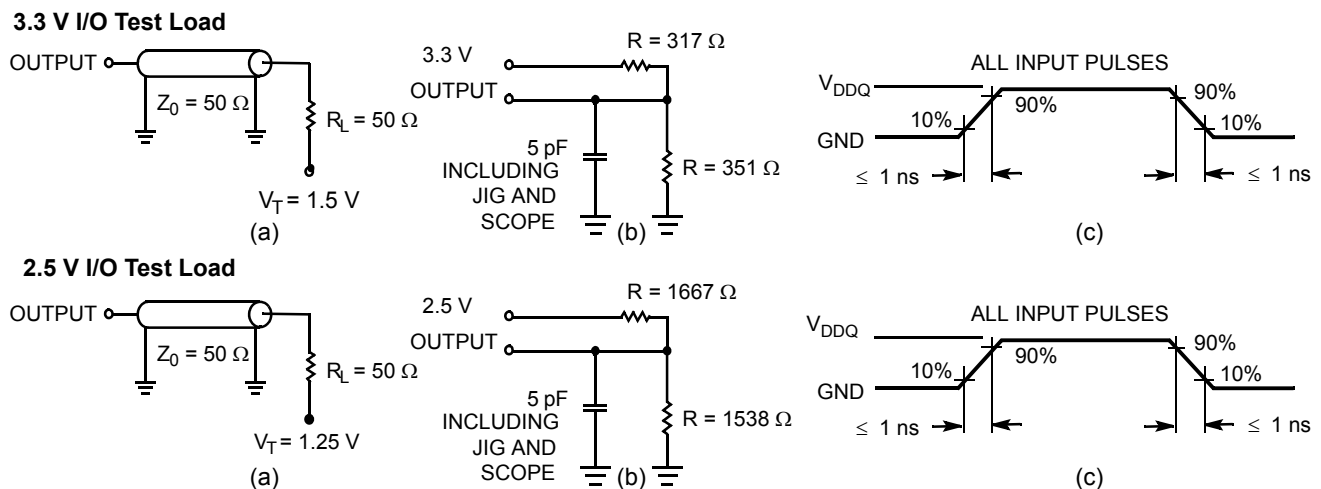 3.3 V I/O Test Load
OUTPUT
Z0 = 50 Ω
RL = 50 Ω
VT = 1.5 V
(a)
3.3 V
OUTPUT
R = 317 Ω
5 pF
INCLUDING
JIG AND
SCOPE
R = 351 Ω
(b)
ALL INPUT PULSES
VDDQ
GND
10%
90%
90%
10%
≤ 1 ns
≤ 1 ns
(c)
2.5 V I/O Test Load
OUTPUT
Z0 = 50 Ω
RL = 50 Ω
VT = 1.25 V
(a)
2.5 V
OUTPUT
R = 1667 Ω
5 pF
INCLUDING
JIG AND
SCOPE
R = 1538 Ω
(b)
ALL INPUT PULSES
VDDQ
GND
10%
90%
90%
10%
≤ 1 ns
≤ 1 ns
(c)